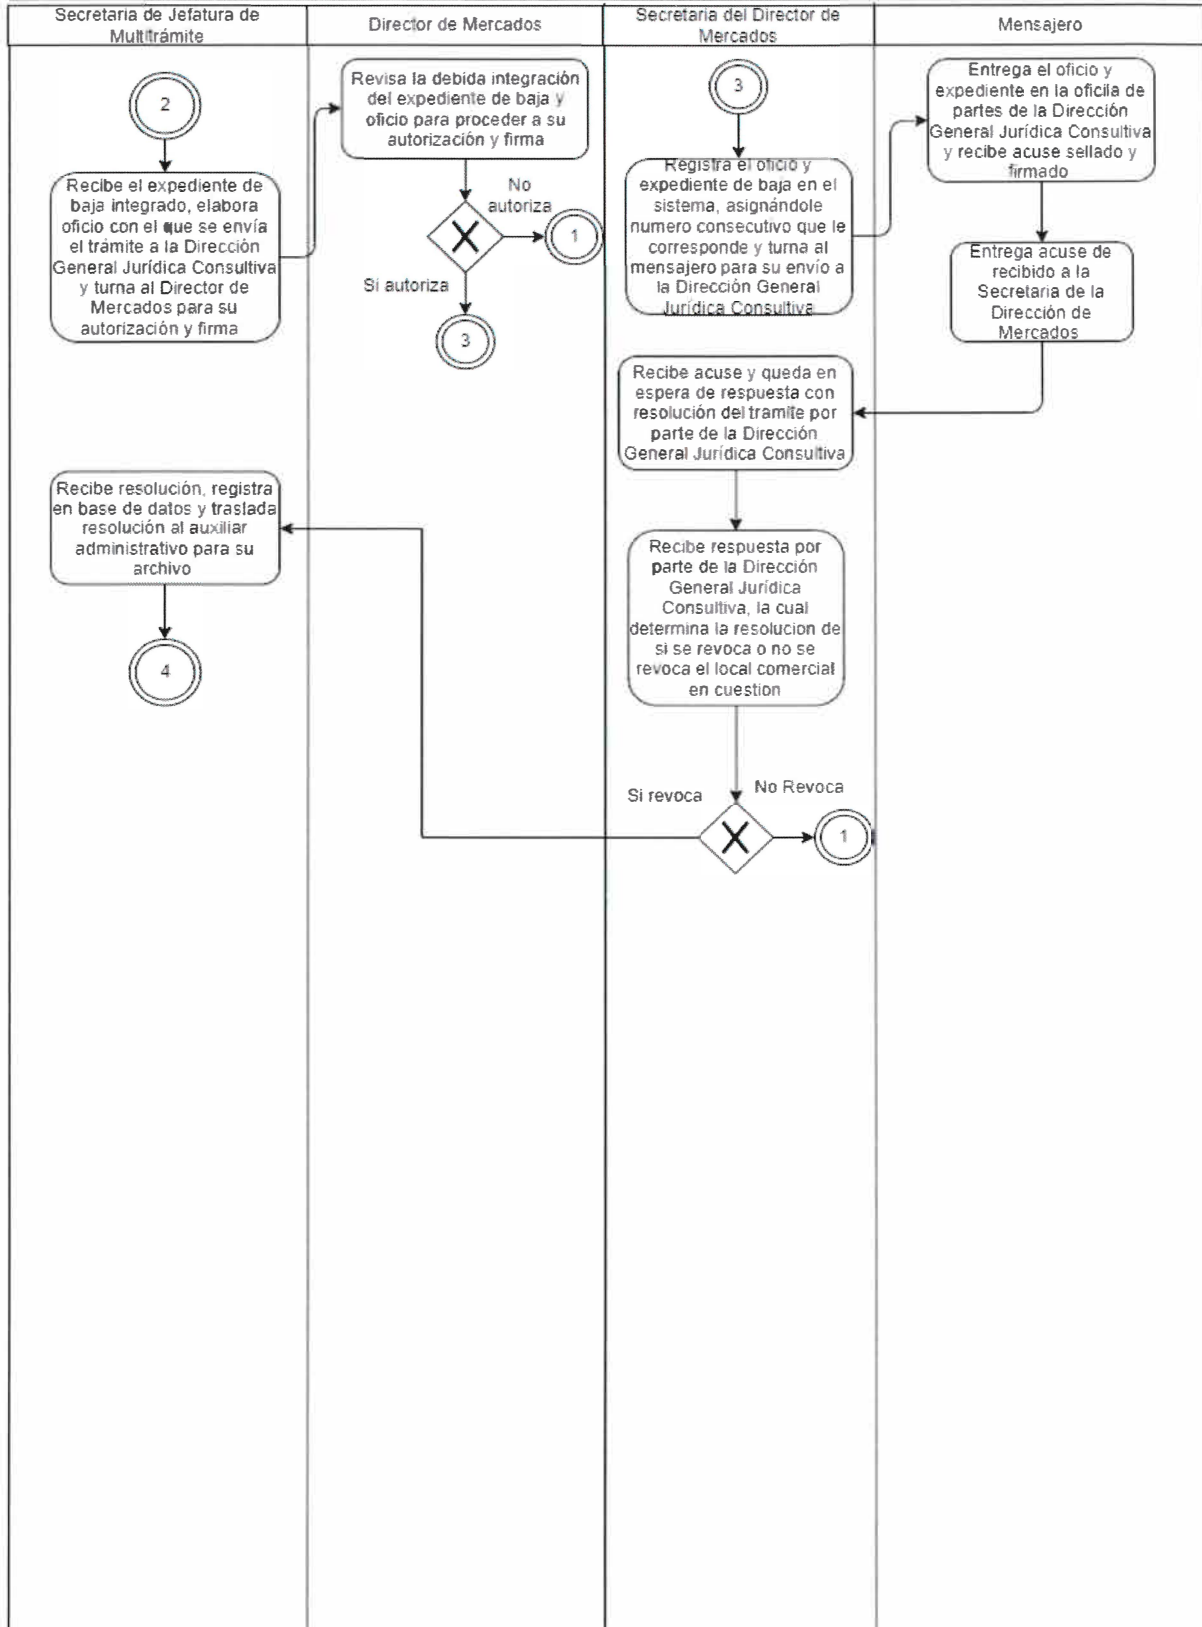 Secretaria de Jefatura de
Multitrámite
Director de Mercados
Secretaria del Director de
Mercados
Mensajero
2
Recibe el expediente de
baja integrado, elabora
oficio con el que se envía
el trámite a la Dirección
General Jurídica Consultiva
y turna al Director de
Mercados para su
autorización y firma
Revisa la debida integración
del expediente de baja y
oficio para proceder a su
autorización y firma
No
autoriza
1
Si autoriza
3
3
Registra el oficio y
expediente de baja en el
sistema, asignándole
numero consecutivo que le
corresponde y turna al
mensajero para su envío a
la Dirección General
Jurídica Consultiva
Entrega el oficio y
expediente en la oficila de
partes de la Dirección
General Jurídica Consultiva
y recibe acuse sellado y
firmado
Entrega acuse de
recibido a la
Secretaria de la
Dirección de
Mercados
Recibe acuse y queda en
espera de respuesta con
resolución del tramite por
parte de la Dirección
General Jurídica Consultiva
Recibe respuesta por
parte de la Dirección
General Jurídica
Consultiva, la cual
determina la resolucion de
si se revoca o no se
revoca el local comercial
en cuestion
Si revoca
No Revoca
1
Recibe resolución, registra
en base de datos y traslada
resolución al auxiliar
administrativo para su
archivo
4